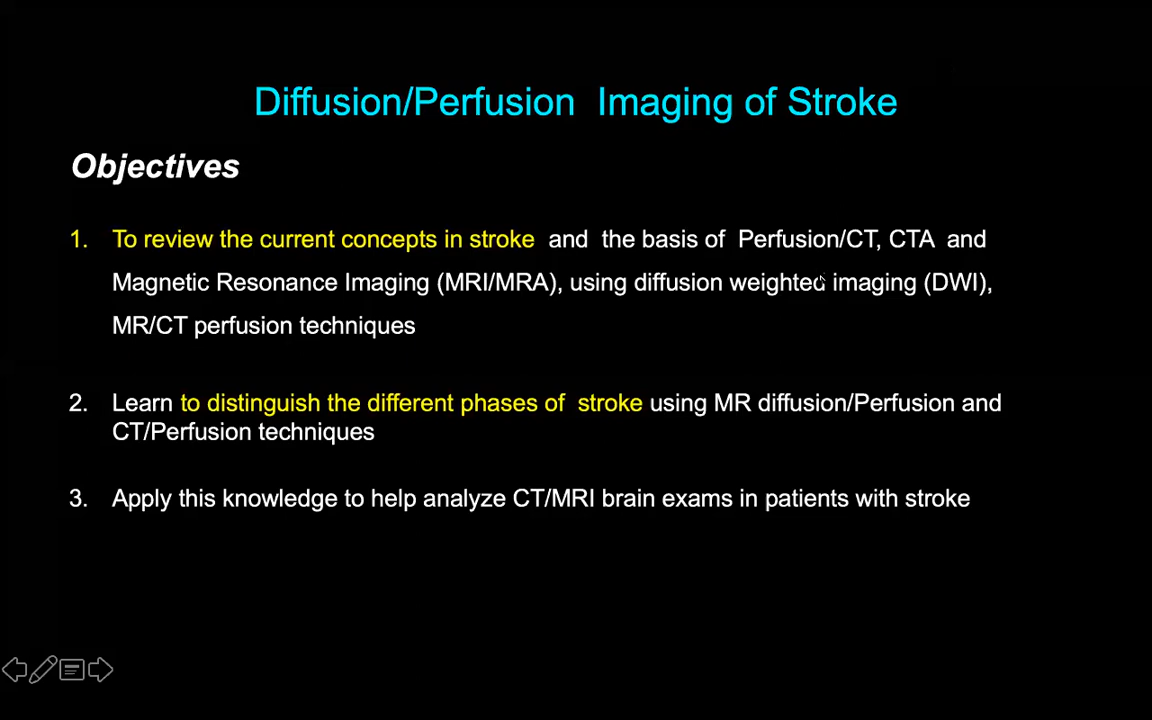 Diffusion/Perfusion Imaging of Stroke
Objectives
1. To review the current concepts in stroke and the basis of Perfusion/CT, CTA and
Magnetic Resonance Imaging (MRI/MRA), using diffusion weighted imaging (DWI),
MR/CT perfusion techniques
2. Learn to distinguish the different phases of stroke using MR diffusion/Perfusion and
CT/Perfusion techniques
3. Apply this knowledge to help analyze CT/MRI brain exams in patients with stroke